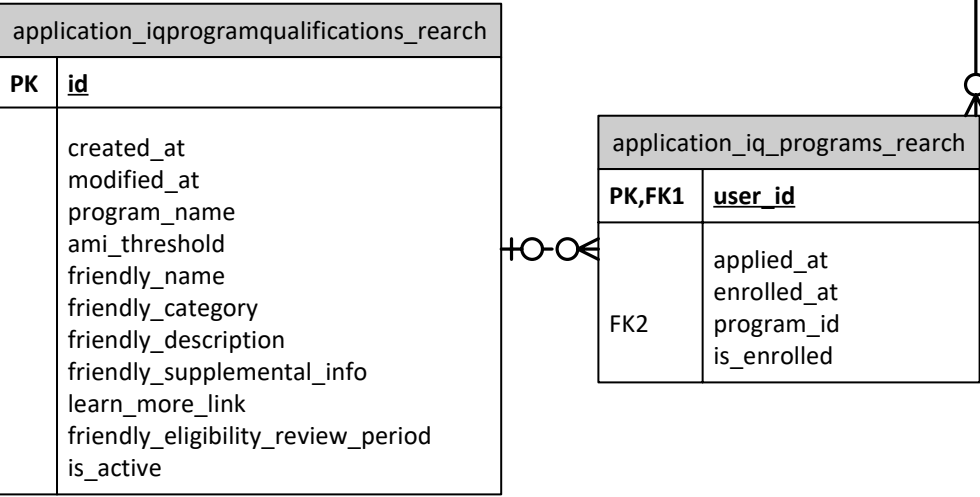 application_iqprogramqualifications_rearch
PK id
created_at
modified_at
program_name
ami_threshold
friendly_name
friendly_category
friendly_description
friendly_supplemental_info
learn_more_link
friendly_eligibility_review_period
is_active
application_iq_programs_rearch
PK,FK1 user_id
applied_at
enrolled_at
FK2 program_id
is_enrolled